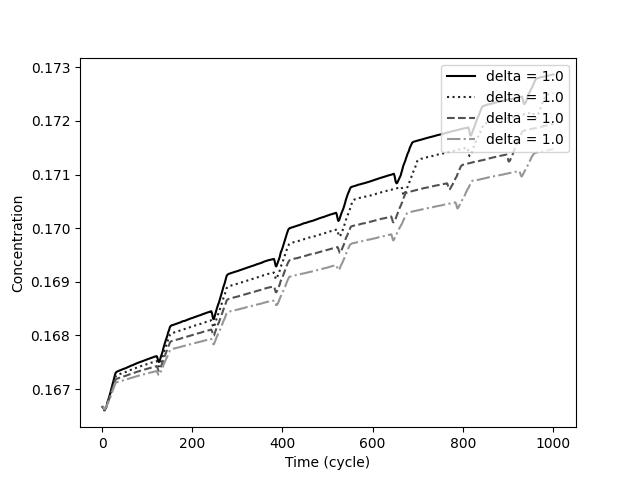 0.173
0.172
0.171
0.170
0.169
0.168
0.167
Concentration
0
200
400
600
800
1000
Time (cycle)
delta = 1.0
delta = 1.0
delta = 1.0
delta = 1.0